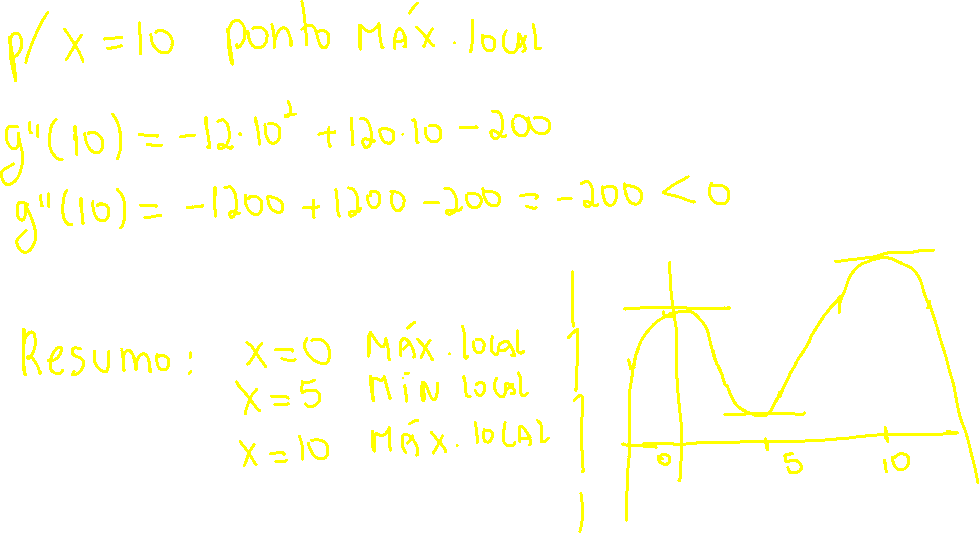 p/ x = 10 ponto MÁX. local
g"(10) = -12·10² + 120·10 - 200
g"(10) = -1200 + 1200 - 200 = -200 < 0
Resumo: x=0 MÁX. local
x=5 MÍN local
x=10 MÁX. local
0 5 10